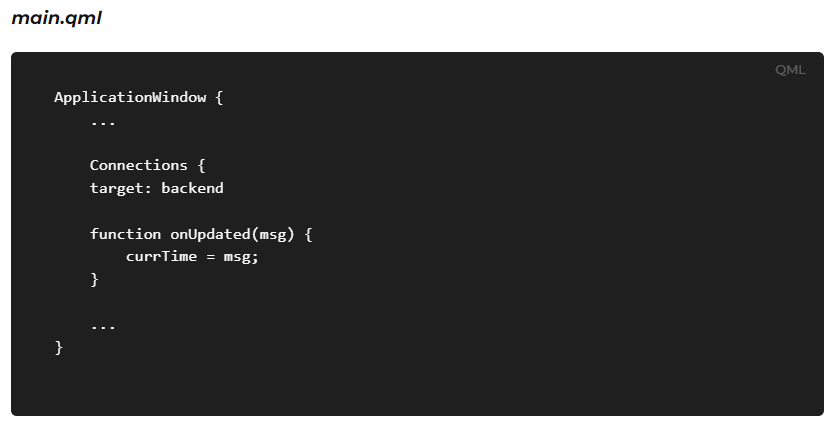 main.qml
QML
ApplicationWindow {
    ...
    Connections {
    target: backend
    function onUpdated(msg) {
        currTime = msg;
    }
    ...
}